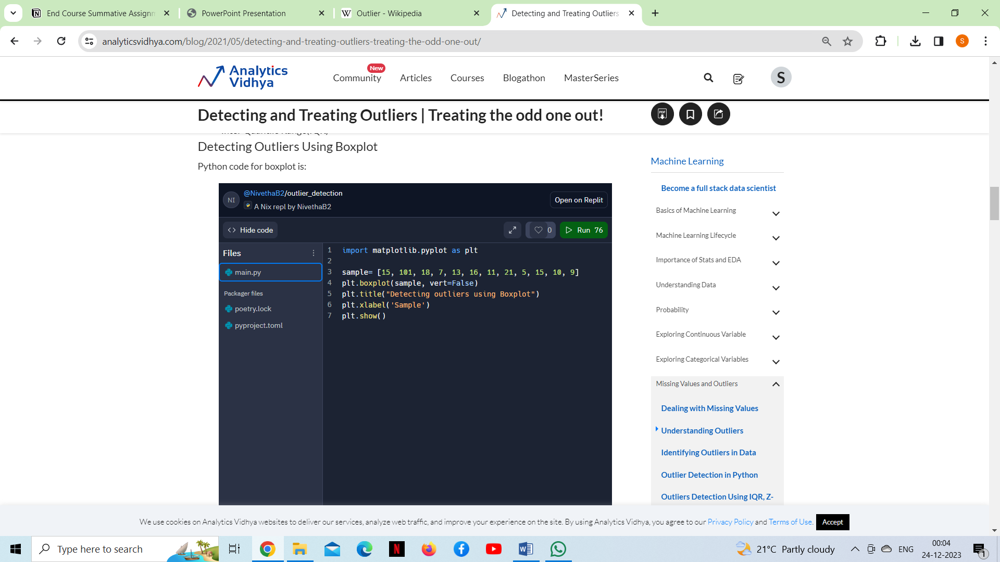 End Course Summative Assignm
PowerPoint Presentation
Outlier - Wikipedia
Detecting and Treating Outliers
analyticsvidhya.com/blog/2021/05/detecting-and-treating-outliers-treating-the-odd-one-out/
S
Analytics
Vidhya
Community
New
Articles
Courses
Blogathon
MasterSeries
S
Detecting and Treating Outliers | Treating the odd one out!
PDF
Detecting Outliers Using Boxplot
Python code for boxplot is:
NI
@NivethaB2/outlier_detection
A Nix repl by NivethaB2
Open on Replit
<> Hide code
0
Run 76
Files
main.py
Packager files
poetry.lock
pyproject.toml
1 import matplotlib.pyplot as plt
2
3 sample= [15, 101, 18, 7, 13, 16, 11, 21, 5, 15, 10, 9]
4 plt.boxplot(sample, vert=False)
5 plt.title("Detecting outliers using Boxplot")
6 plt.xlabel('Sample')
7 plt.show()
Machine Learning
Become a full stack data scientist
Basics of Machine Learning
Machine Learning Lifecycle
Importance of Stats and EDA
Understanding Data
Probability
Exploring Continuous Variable
Exploring Categorical Variables
Missing Values and Outliers
Dealing with Missing Values
Understanding Outliers
Identifying Outliers in Data
Outlier Detection in Python
Outliers Detection Using IQR, Z-
We use cookies on Analytics Vidhya websites to deliver our services, analyze web traffic, and improve your experience on the site. By using Analytics Vidhya, you agree to our Privacy Policy and Terms of Use. Accept
Type here to search
21°C Partly cloudy
ENG
00:04
24-12-2023
1